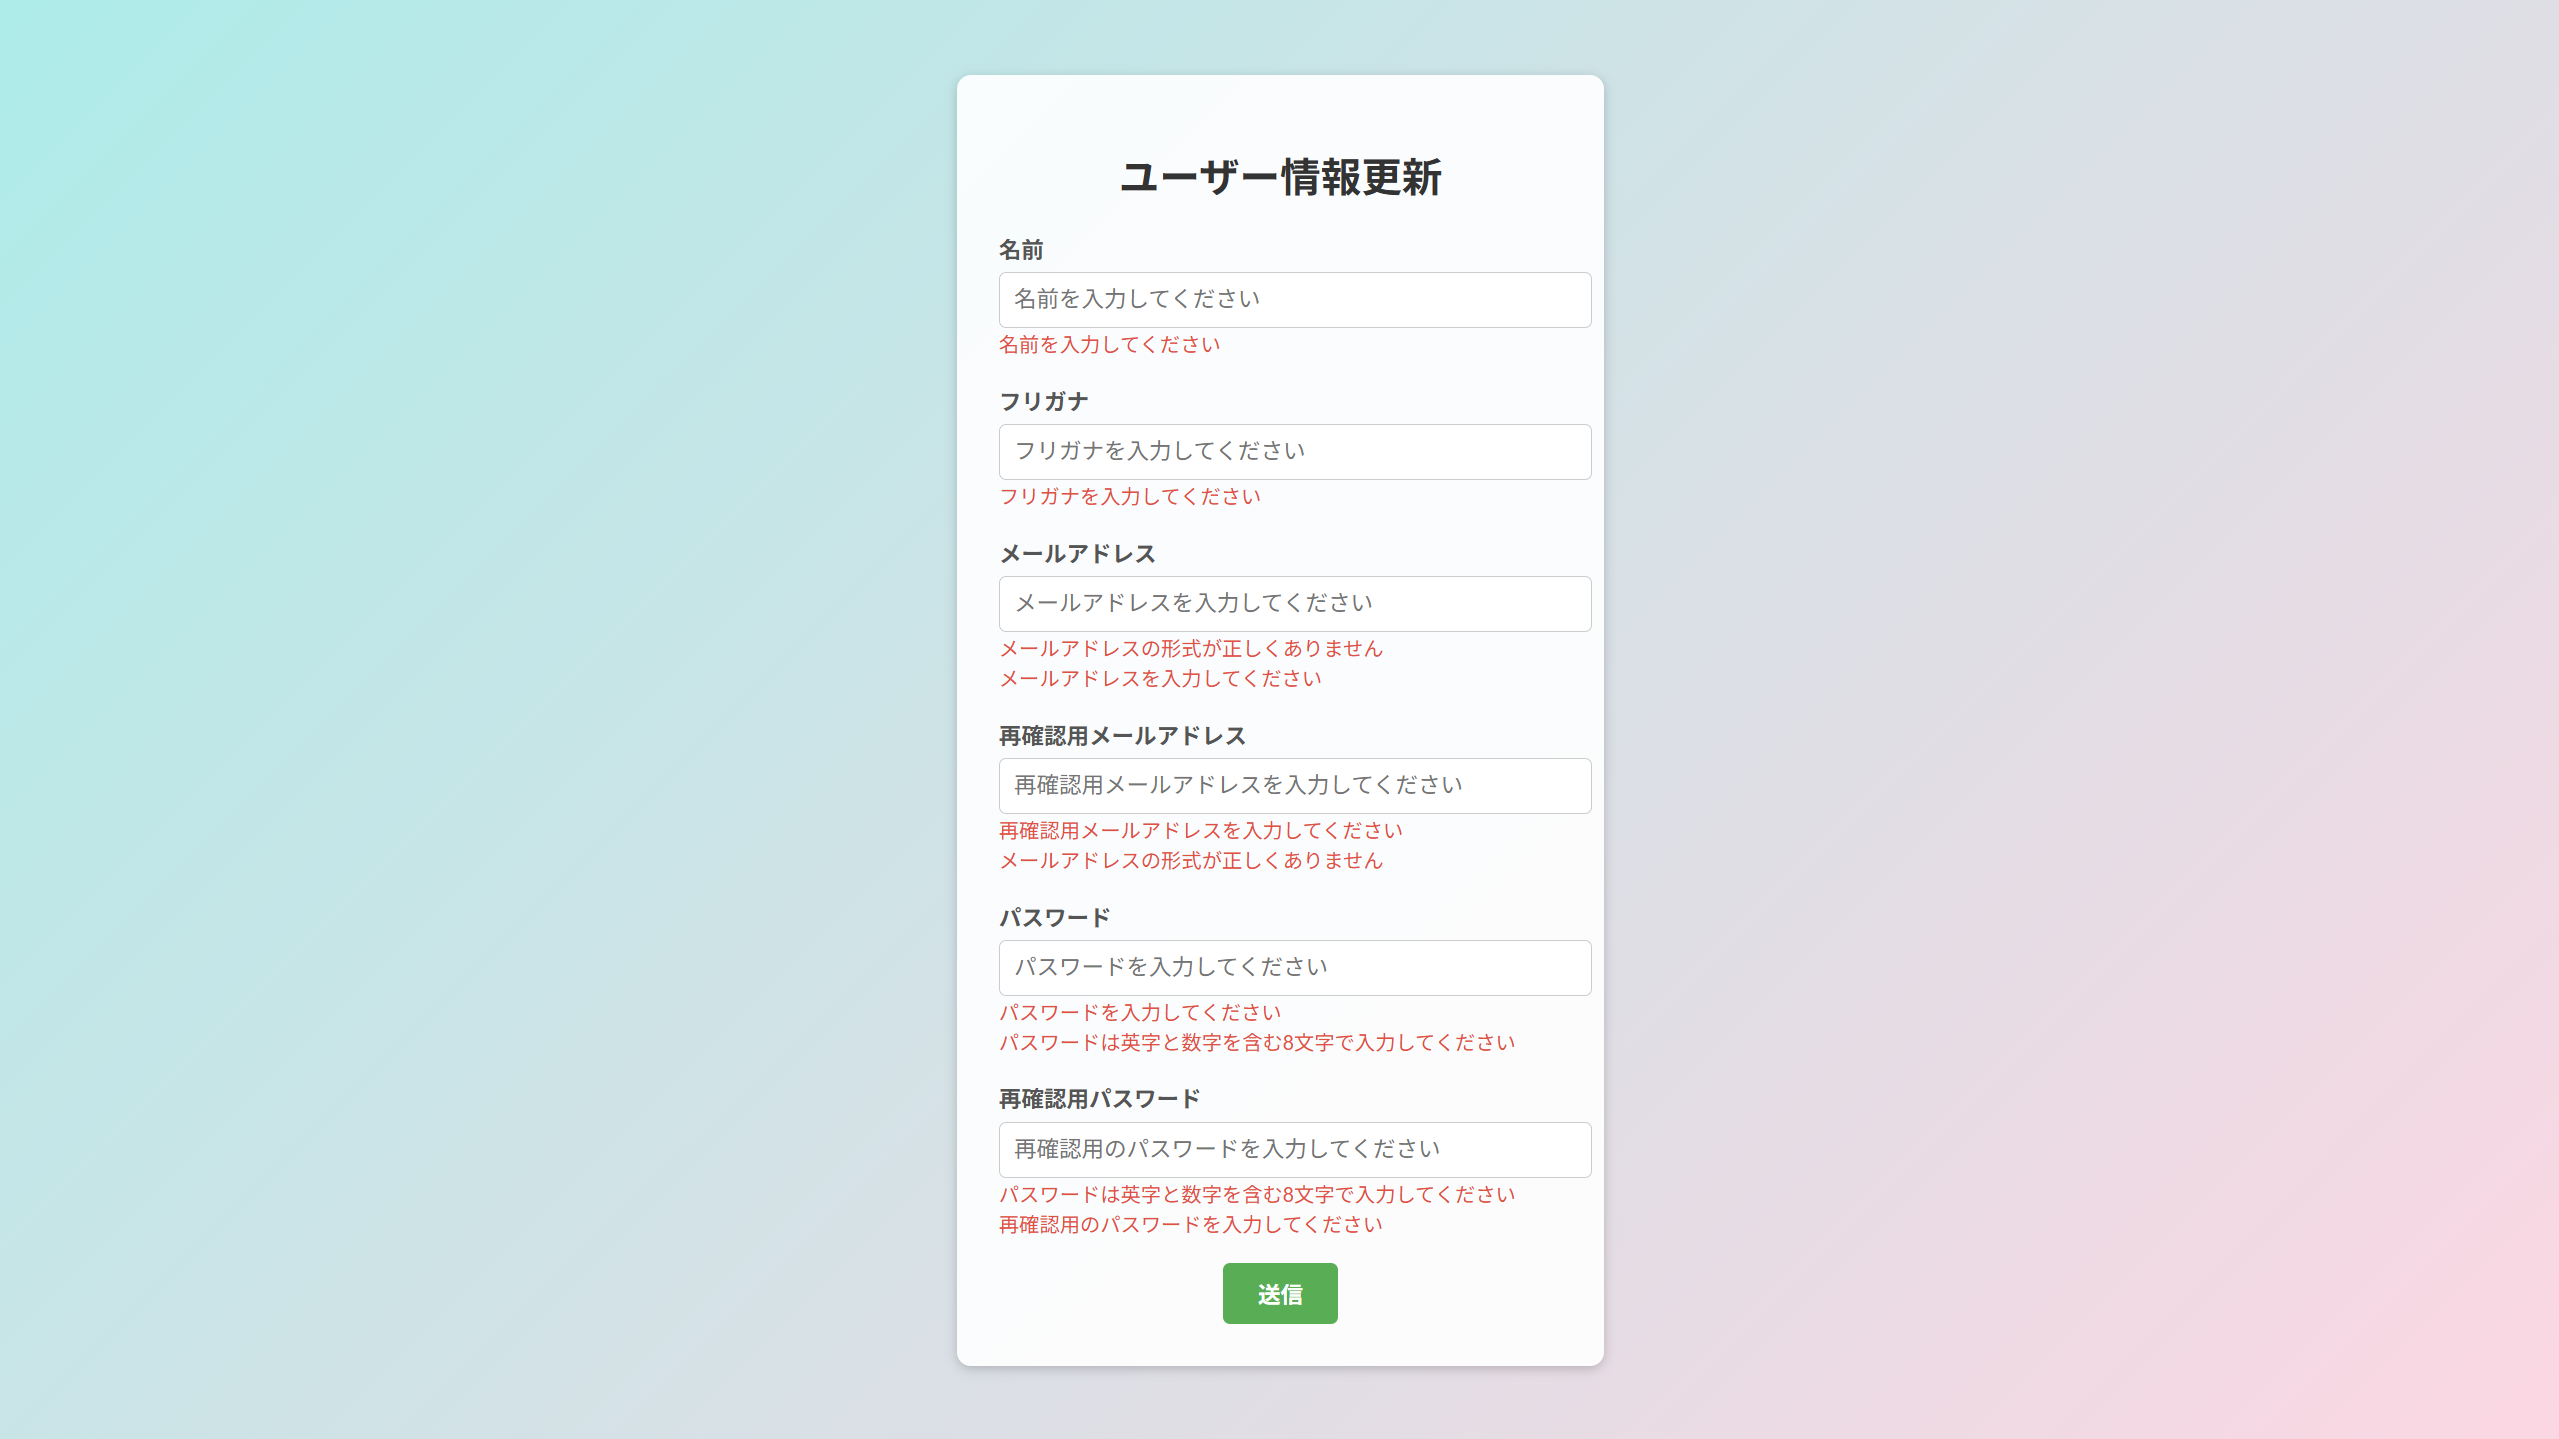 ユーザー情報更新
名前
名前を入力してください
名前を入力してください
フリガナ
フリガナを入力してください
フリガナを入力してください
メールアドレス
メールアドレスを入力してください
メールアドレスの形式が正しくありません
メールアドレスを入力してください
再確認用メールアドレス
再確認用メールアドレスを入力してください
再確認用メールアドレスを入力してください
メールアドレスの形式が正しくありません
パスワード
パスワードを入力してください
パスワードを入力してください
パスワードは英字と数字を含む8文字で入力してください
再確認用パスワード
再確認用のパスワードを入力してください
パスワードは英字と数字を含む8文字で入力してください
再確認用のパスワードを入力してください
送信